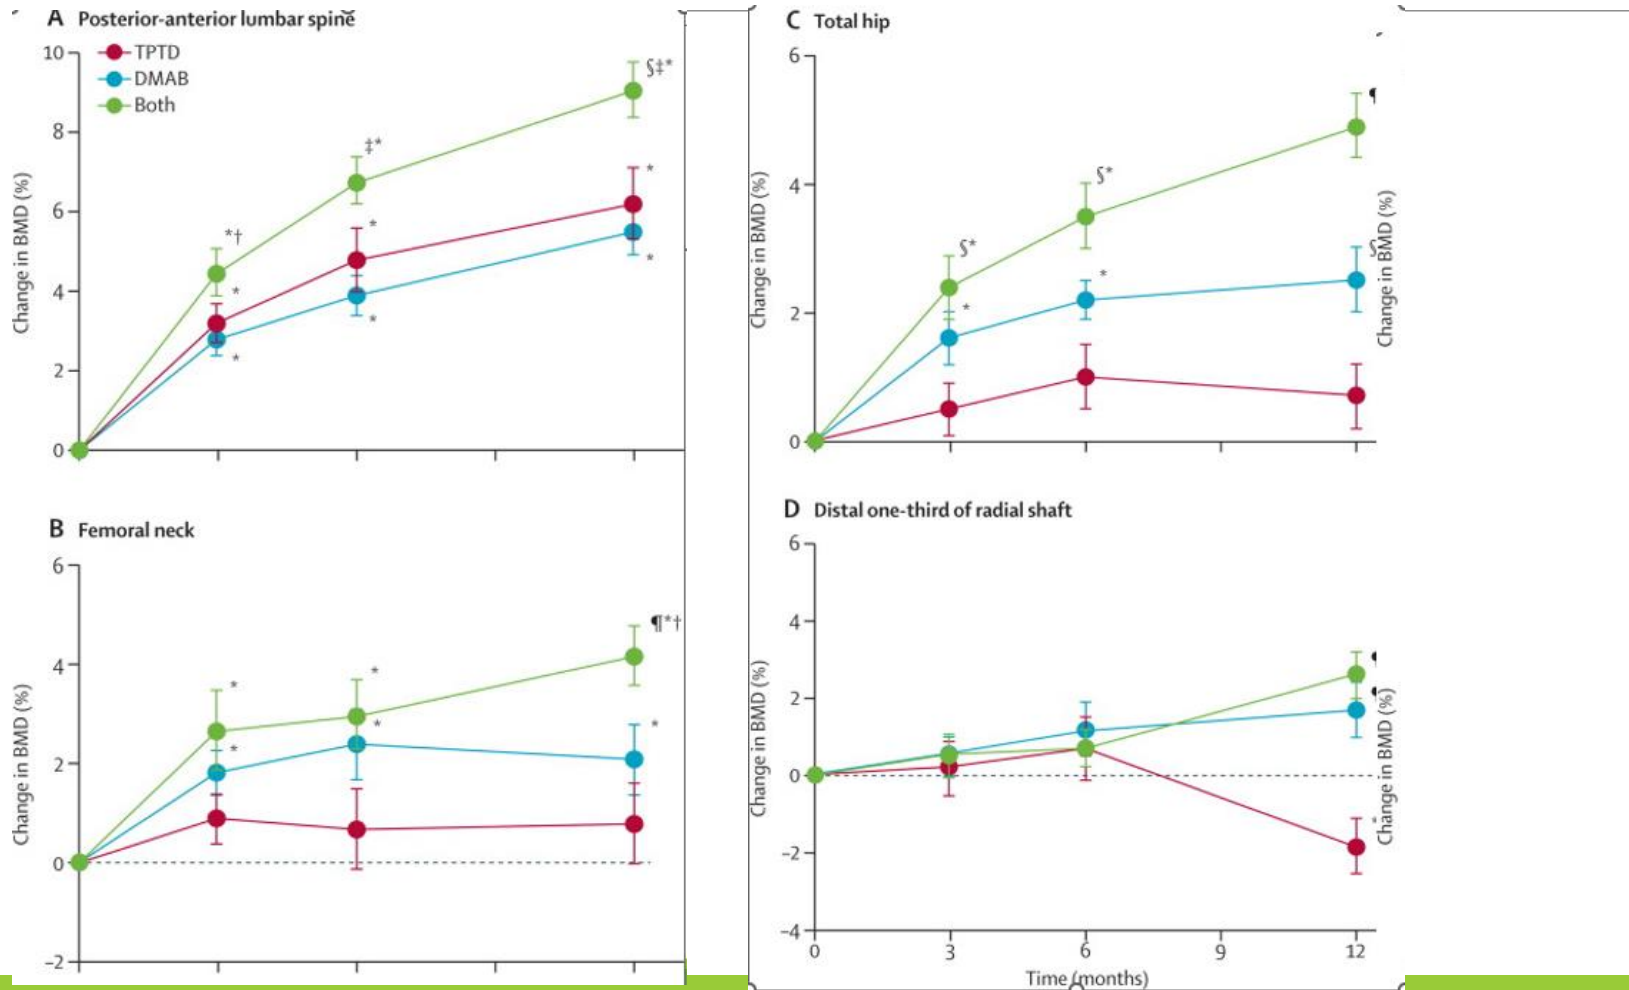 A Posterior-anterior lumbar spine
10
TPTD
DMAB
Both
§‡*
8
‡*
*
6
*†
*
*
*
4
*
*
2
0
Change in BMD (%)
B Femoral neck
6
¶*†
4
*
*
*
*
*
2
0
-2
Change in BMD (%)
C Total hip
6
¶
4
§*
§*
*
*
§
2
0
Change in BMD (%)
Change in BMD (%)
D Distal one-third of radial shaft
6
4
2
0
-2
-4
Change in BMD (%)
Change in BMD (%)
0 3 6 9 12
Time (months)